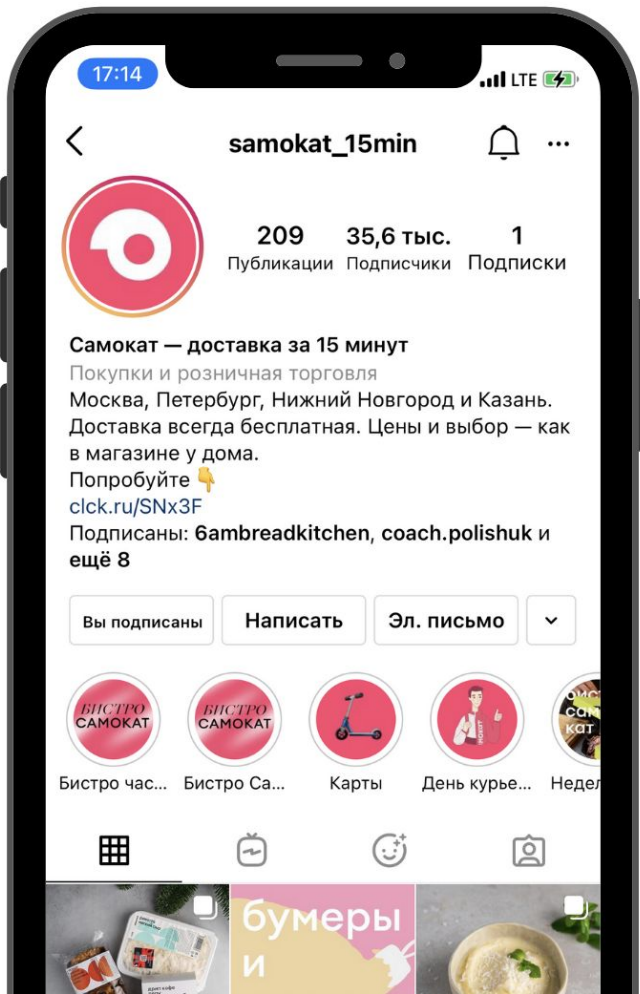 17:14
LTE
samokat_15min
209 35,6 тыс. 1
Публикации Подписчики Подписки
Самокат — доставка за 15 минут
Покупки и розничная торговля
Москва, Петербург, Нижний Новгород и Казань.
Доставка всегда бесплатная. Цены и выбор — как
в магазине у дома.
Попробуйте 👇
clck.ru/SNx3F
Подписаны: 6ambreadkitchen, coach.polishuk и
ещё 8
Вы подписаны Написать Эл. письмо
БИСТРО
САМОКАТ
БИСТРО
САМОКАТ
Бистро час... Бистро Са... Карты День курье... Недел
бумеры
и